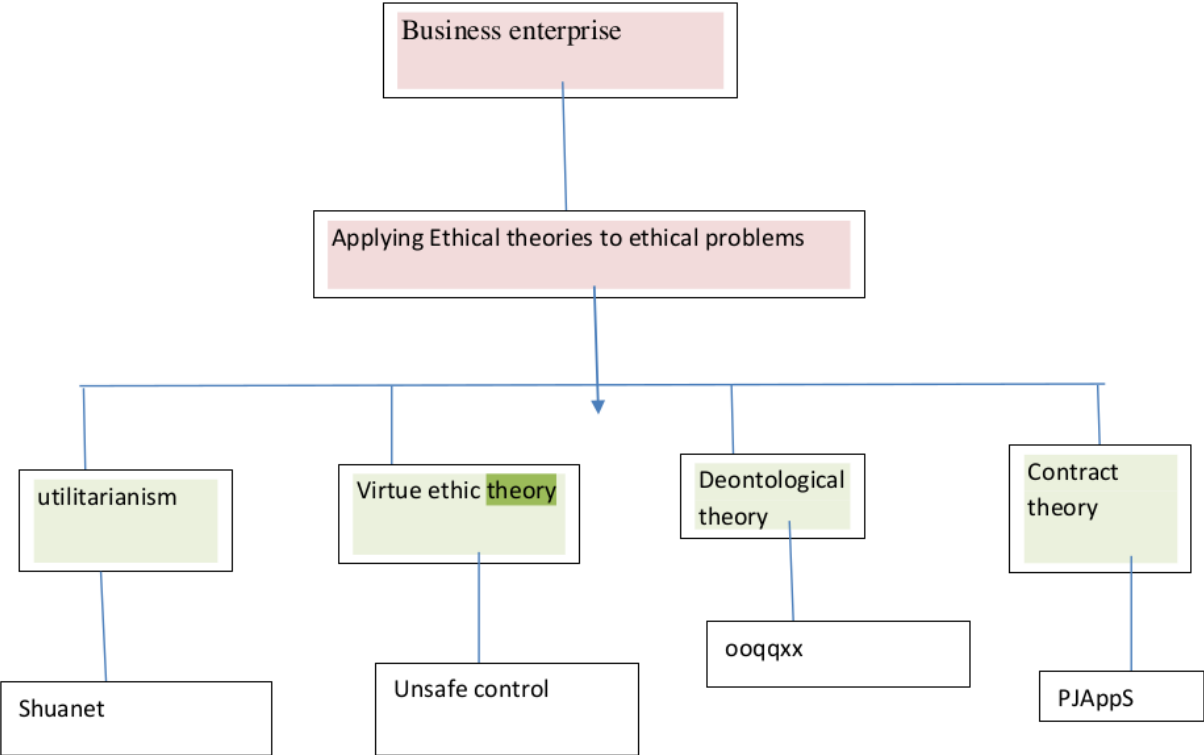 Business enterprise
Applying Ethical theories to ethical problems
utilitarianism
Virtue ethic theory
Deontological
theory
Contract
theory
Shuanet
Unsafe control
ooqqxx
PJAppS